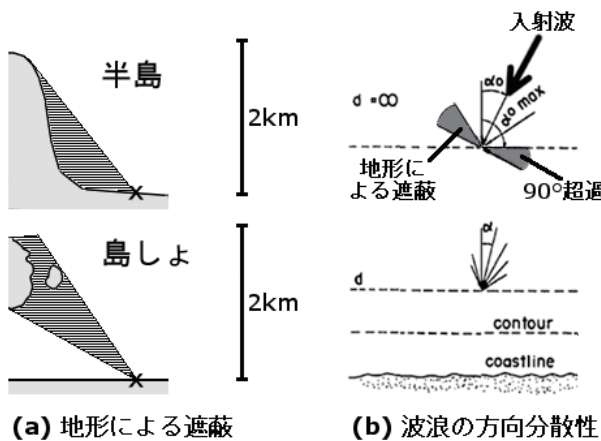 半島
2km
島しょ
2km
(a) 地形による遮蔽
入射波
αo
αo max
d = ∞
地形に
よる遮蔽
90°超過
α
d
contour
coastline
(b) 波浪の方向分散性